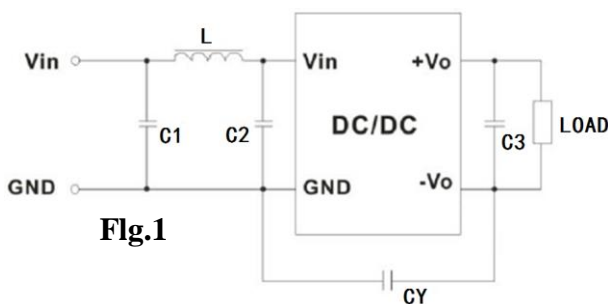 L
Vin
Vin
+Vo
C1
C2
DC/DC
C3
LOAD
GND
GND
-Vo
Flg.1
CY